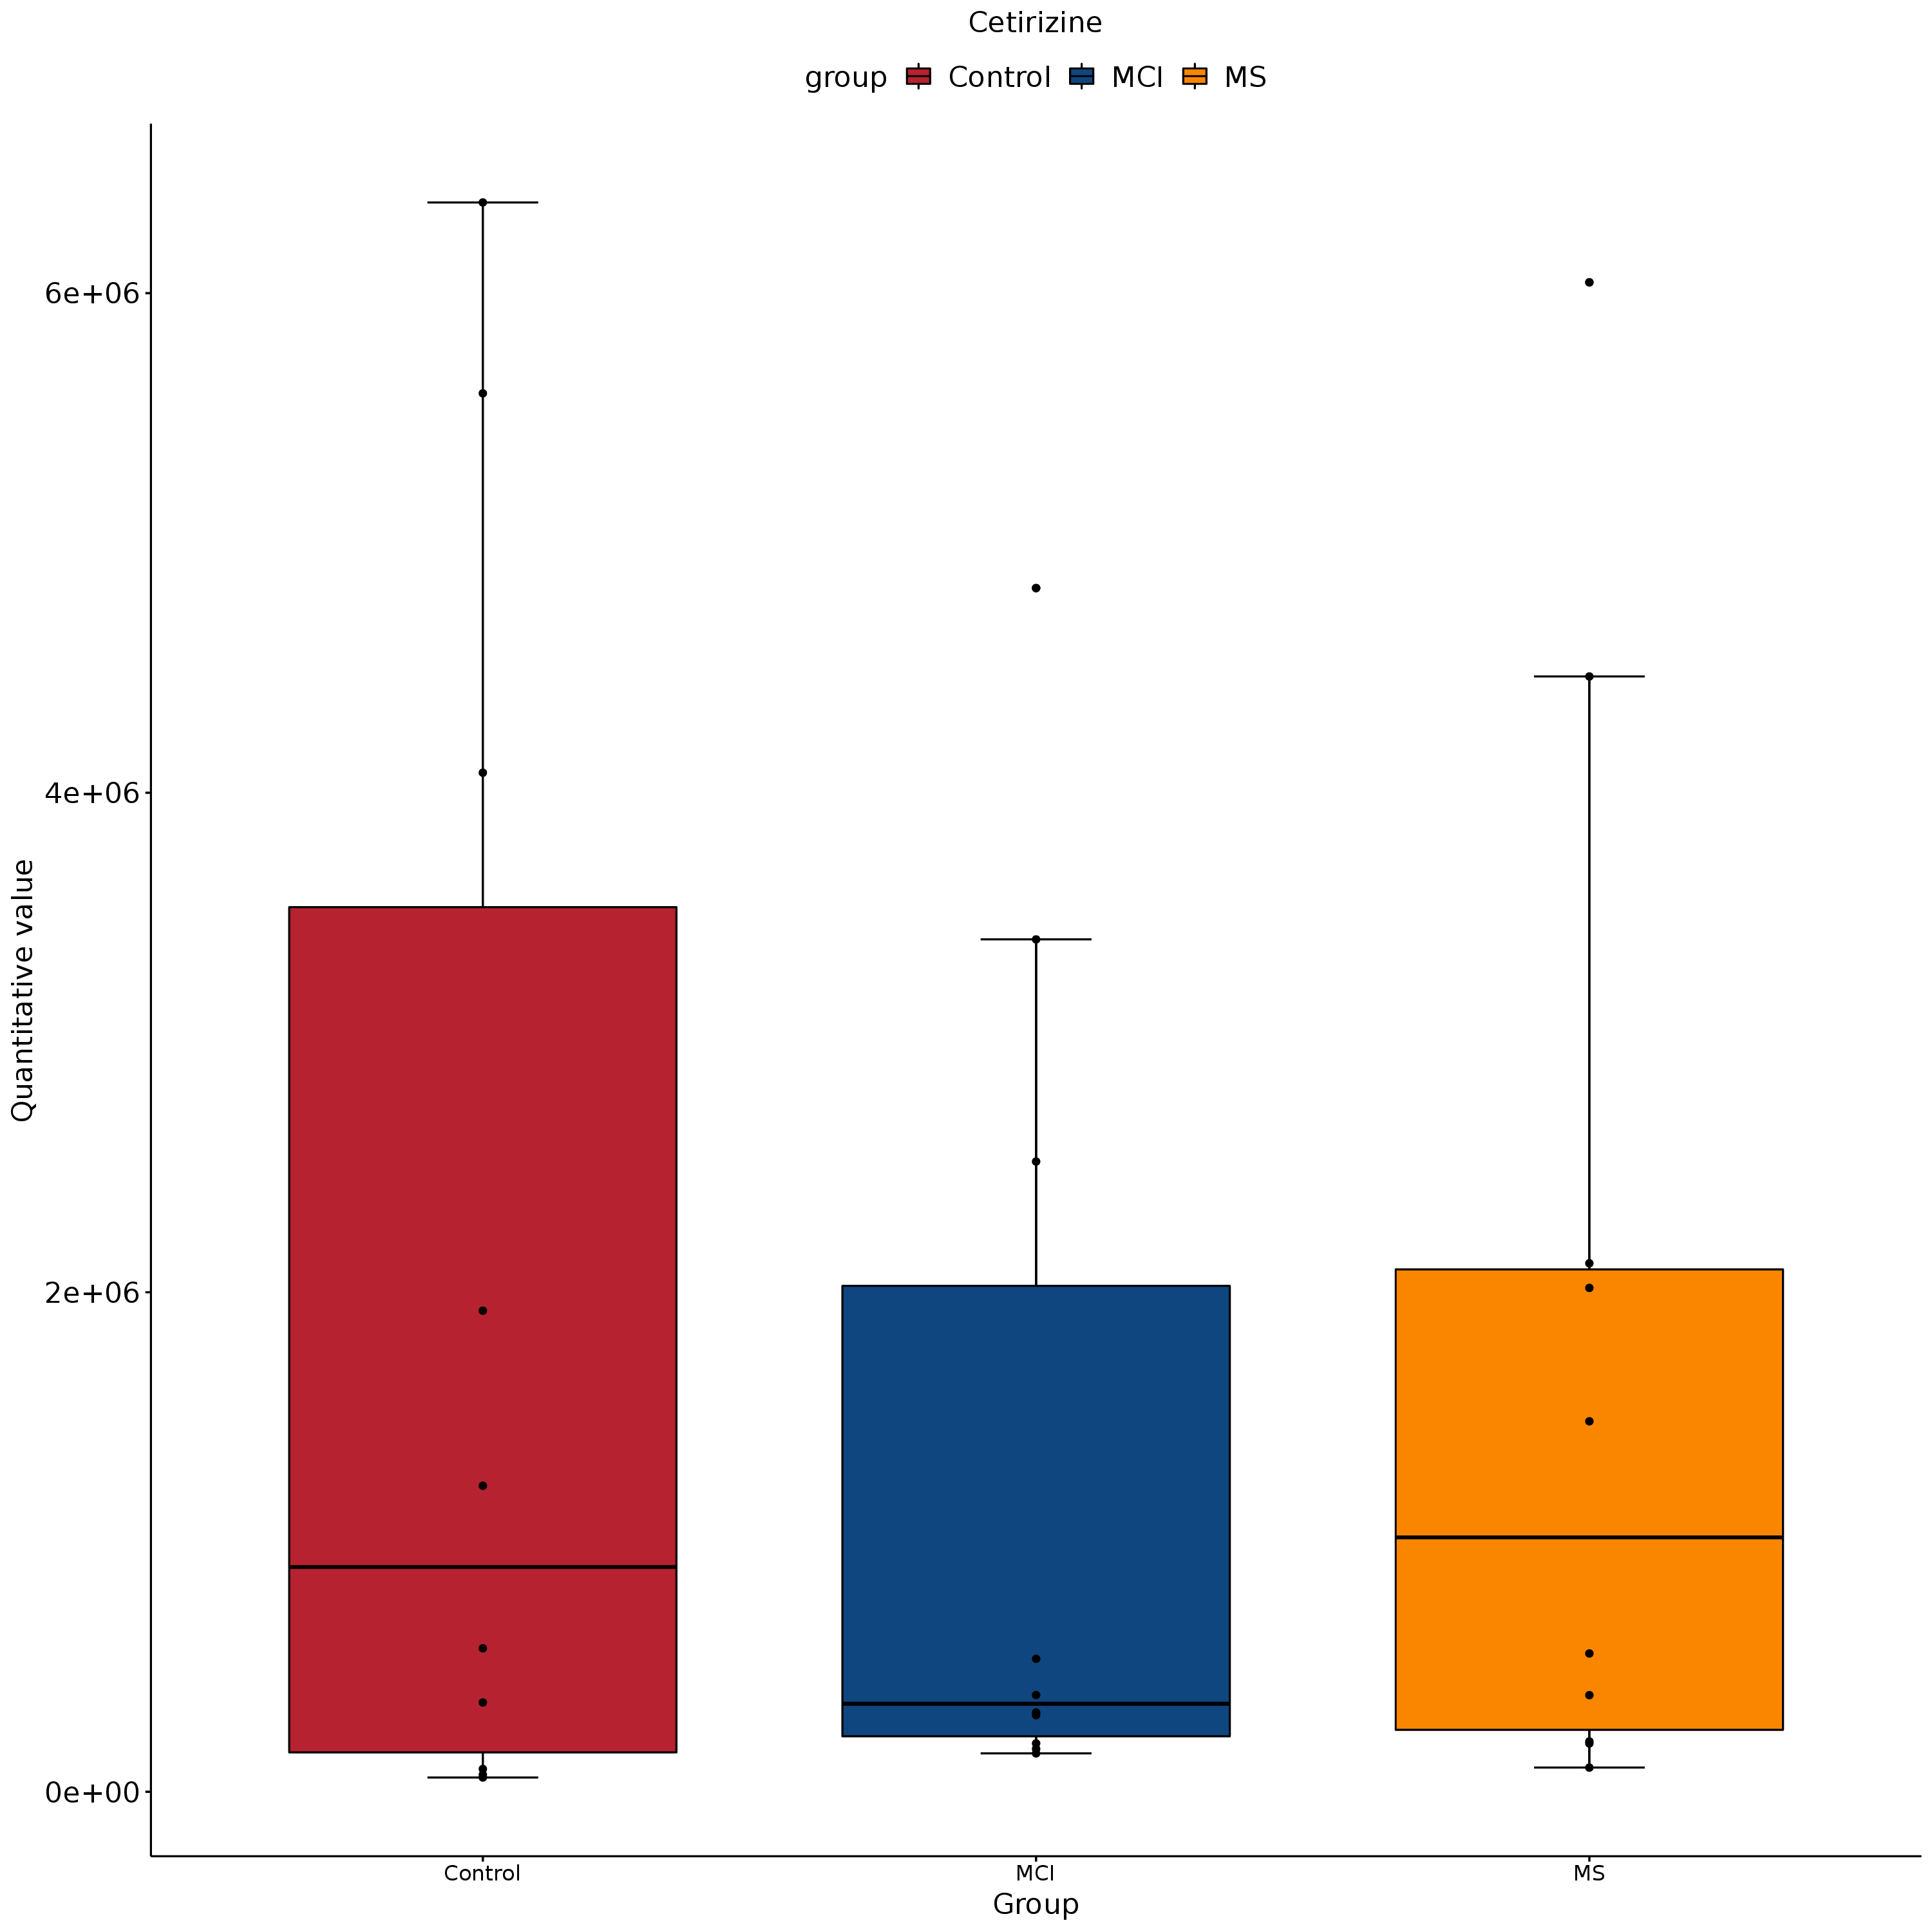 Cetirizine
group Control MCI MS
Quantitative value
6e+06
4e+06
2e+06
0e+00
Control MCI MS
Group